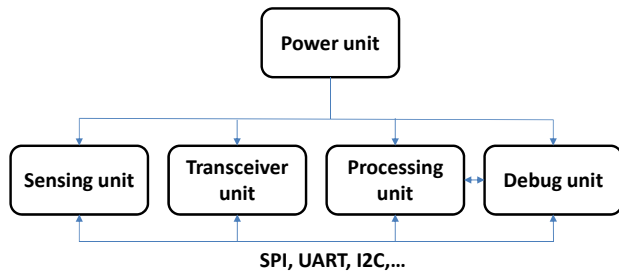 Power unit
Sensing unit
Transceiver
unit
Processing
unit
Debug unit
SPI, UART, I2C,...